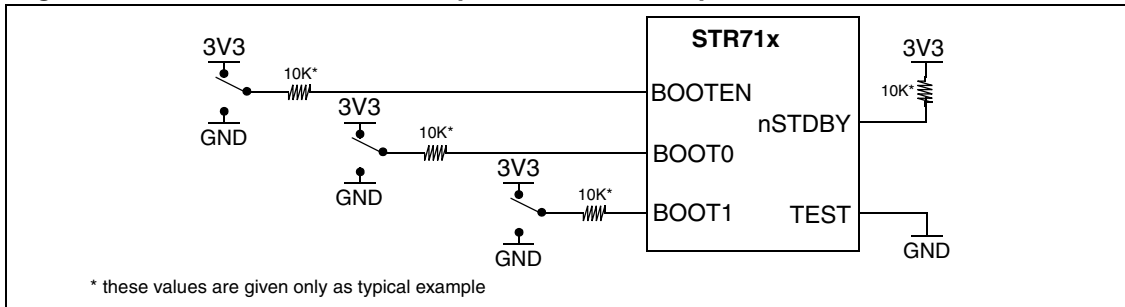 STR71x
3V3
10K*
BOOTEN
GND
3V3
10K*
BOOT0
GND
3V3
10K*
BOOT1
GND
3V3
10K*
nSTDBY
TEST
GND
* these values are given only as typical example